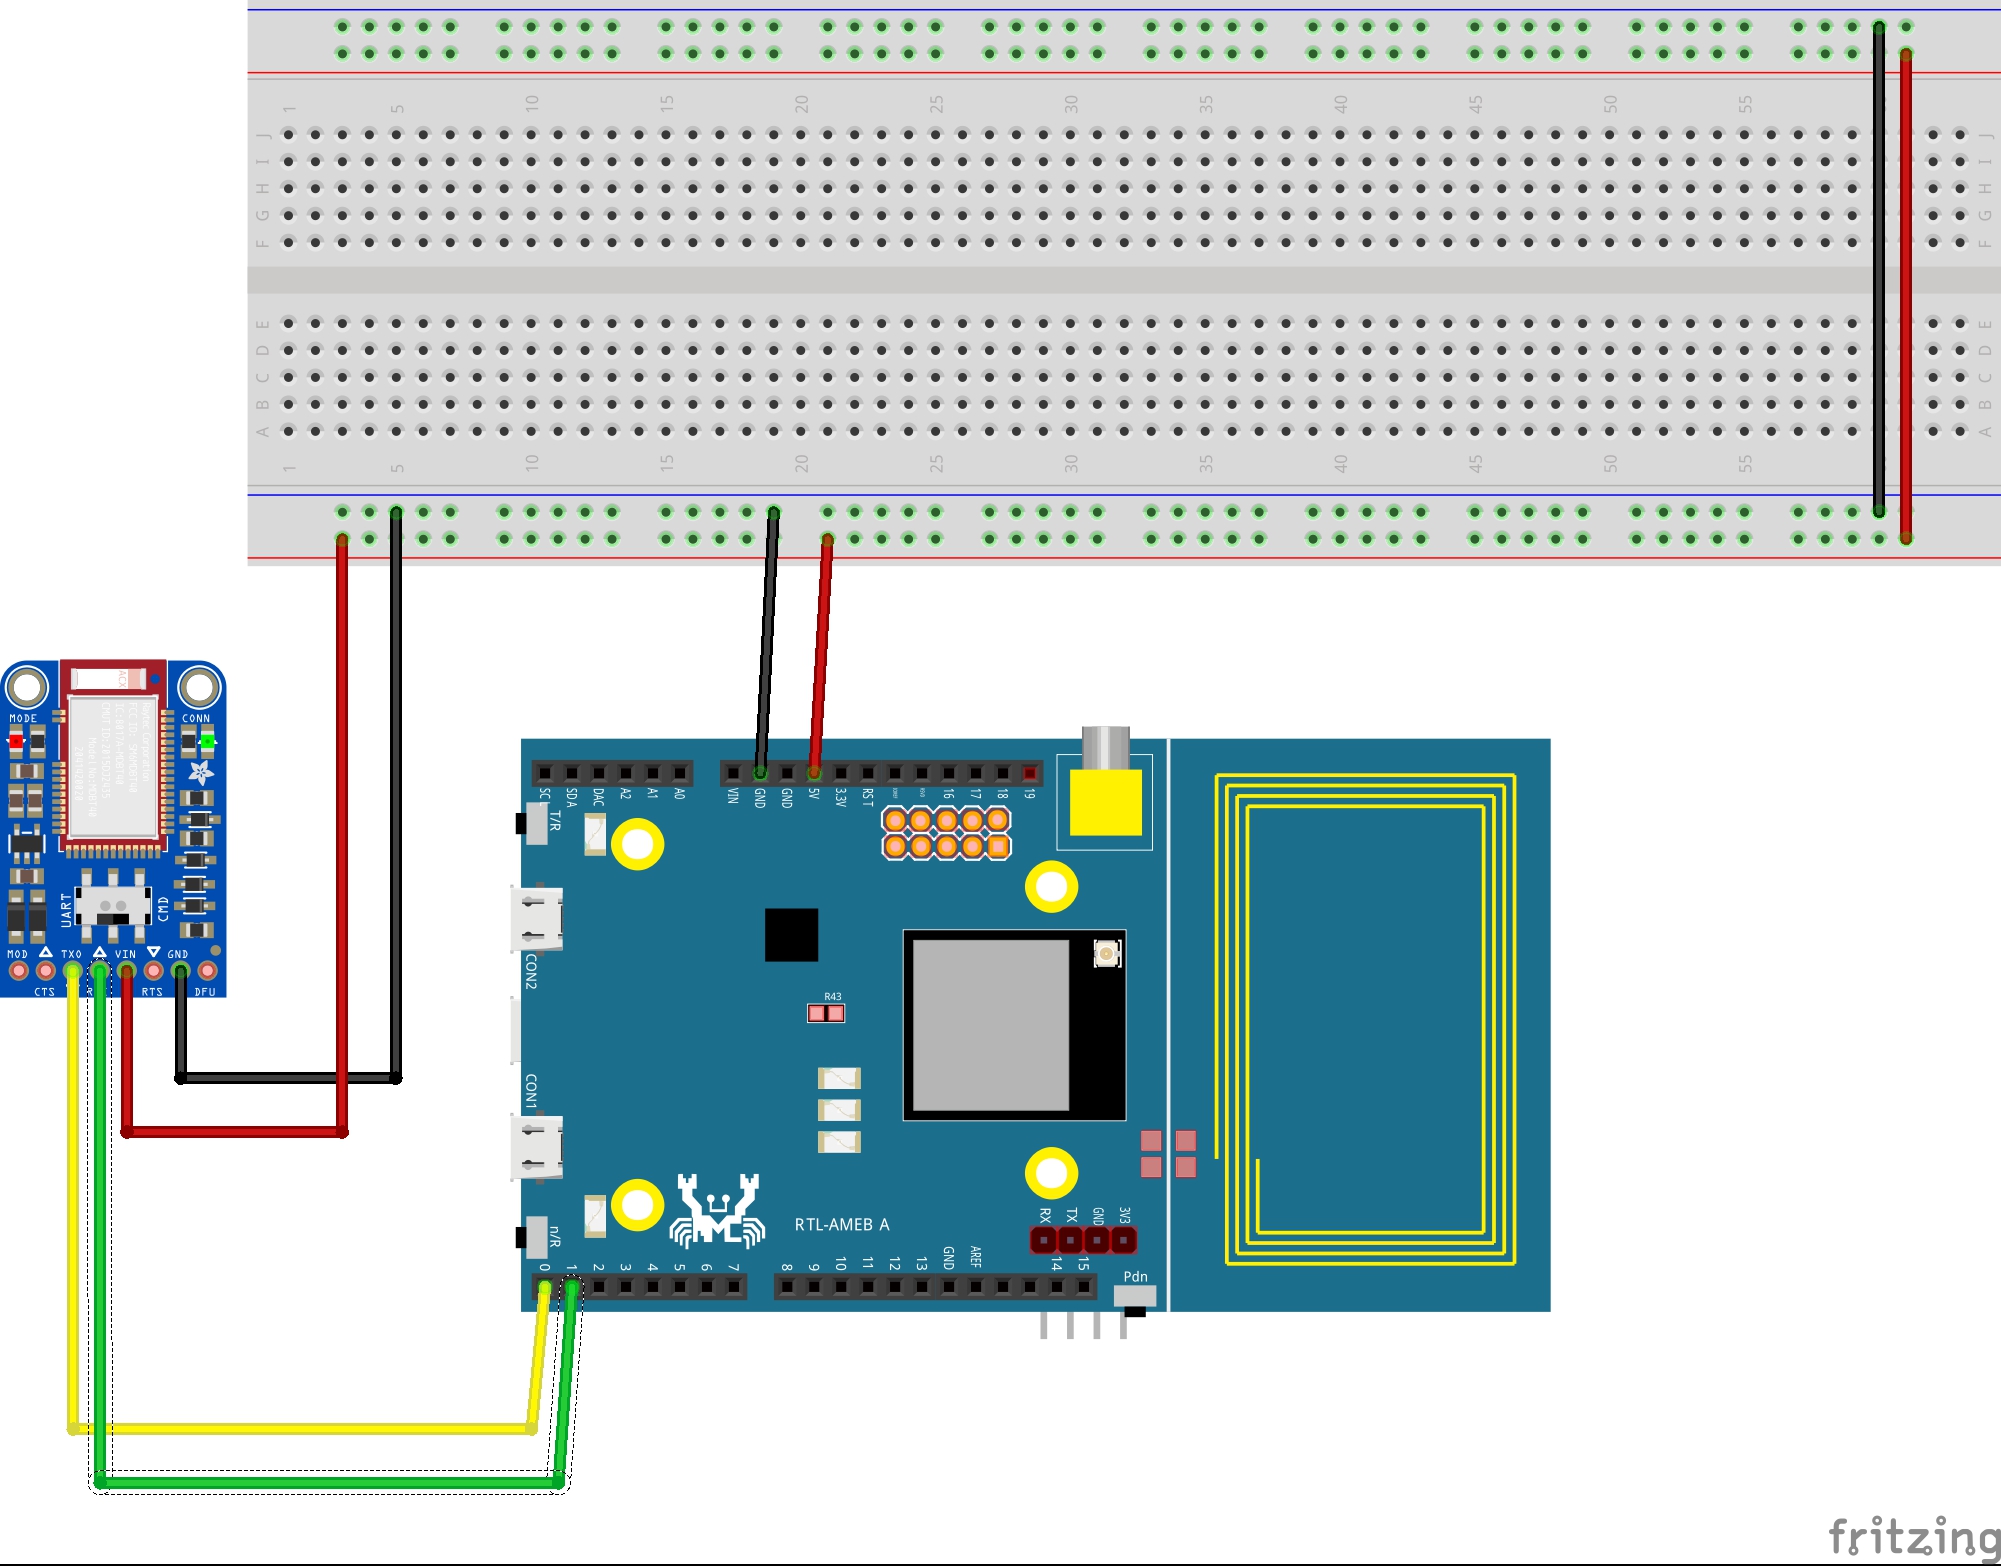 1 5 10 15 20 25 30 35 40 45 50 55
J J
I I
H H
G G
F F
E E
D D
C C
B B
A A
1 5 10 15 20 25 30 35 40 45 50 55
MODE CONN
ACX
Raytac Corporation
UART CMD
MOD TXO VIN GND
CTS RTS DFU
SCL SDA DAC A2 A1 A0 VIN GND GND 5V 3.3V RST 16 17 18 19
T/R
CON2
R43
CON1
RX TX GND 3V3
RTL-AMEB A
n/R
0 1 2 3 4 5 6 7 8 9 10 11 12 13 GND AREF 14 15
Pdn
fritzing